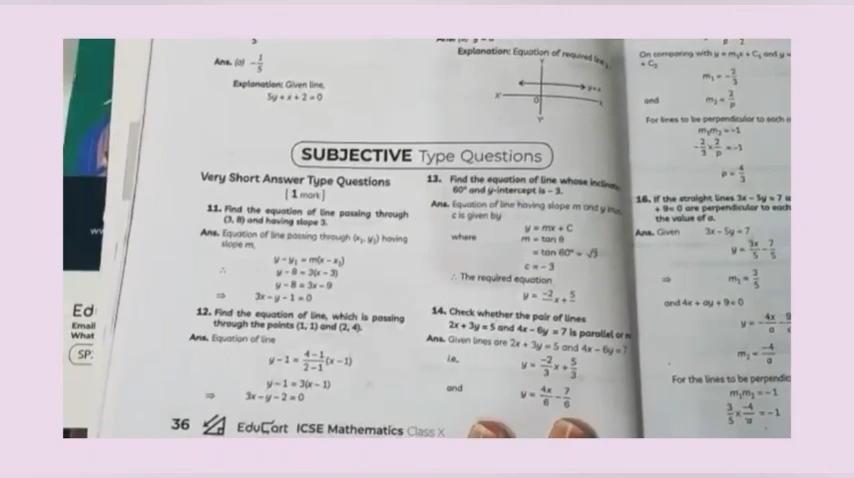 Ans. (a) -1/5
Explanation: Given line,
5y + x + 2 = 0
Explanation: Equation of required line
Y
y=x
X'
0
X
Y'
SUBJECTIVE Type Questions
Very Short Answer Type Questions
[ 1 mark ]
11. Find the equation of line passing through
(3, 8) and having slope 3.
Ans. Equation of line passing through (x₁, y₁) having
slope m,
y – y₁ = m(x – x₁)
∴ y – 8 = 3(x – 3)
y – 8 = 3x – 9
⇒ 3x – y – 1 = 0
12. Find the equation of line, which is passing
through the points (1, 1) and (2, 4).
Ans. Equation of line
y – 1 = (4 – 1)/(2 – 1) (x – 1)
y – 1 = 3(x – 1)
⇒ 3x – y – 2 = 0
36 EduCart ICSE Mathematics Class X
13. Find the equation of line whose
60° and y-intercept is – 3.
Ans. Equation of line having slope m and y
c is given by
y = mx + C
where m = tan θ
= tan 60° = √3
c = – 3
∴ The required equation
y = -2 x + 5
14. Check whether the pair of lines
2x + 3y = 5 and 4x – 6y = 7 is parallel or
Ans. Given lines are 2x + 3y = 5 and 4x – 6y = 7
i.e, y = -2/3 x + 5/3
and y = 4x/6 – 7/6
On comparing with y = m₁x + C₁ and y =
+ C₂
m₁ = -2/3
and m₂ = 2/p
For lines to be perpendicular to each
m₁m₂ = –1
-2/3 × 2/p = –1
p = 4/3
16. If the straight lines 3x – 5y = 7
+ 9 = 0 are perpendicular to each
the value of a.
Ans. Given 3x – 5y = 7
y = 3x/5 – 7/5
⇒ m₁ = 3/5
and 4x + ay + 9 = 0
y = -4x/a – 9
m₂ = -4/a
For the lines to be
m₁m₂ = –1
3/5 × -4/a = –1
Ed
Email
What
SP